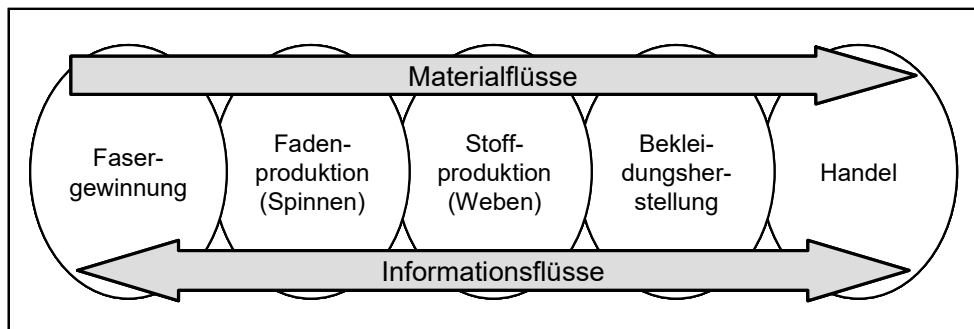 Materialflüsse
Faser-
gewinnung
Faden-
produktion
(Spinnen)
Stoff-
produktion
(Weben)
Beklei-
dungsher-
stellung
Handel
Informationsflüsse